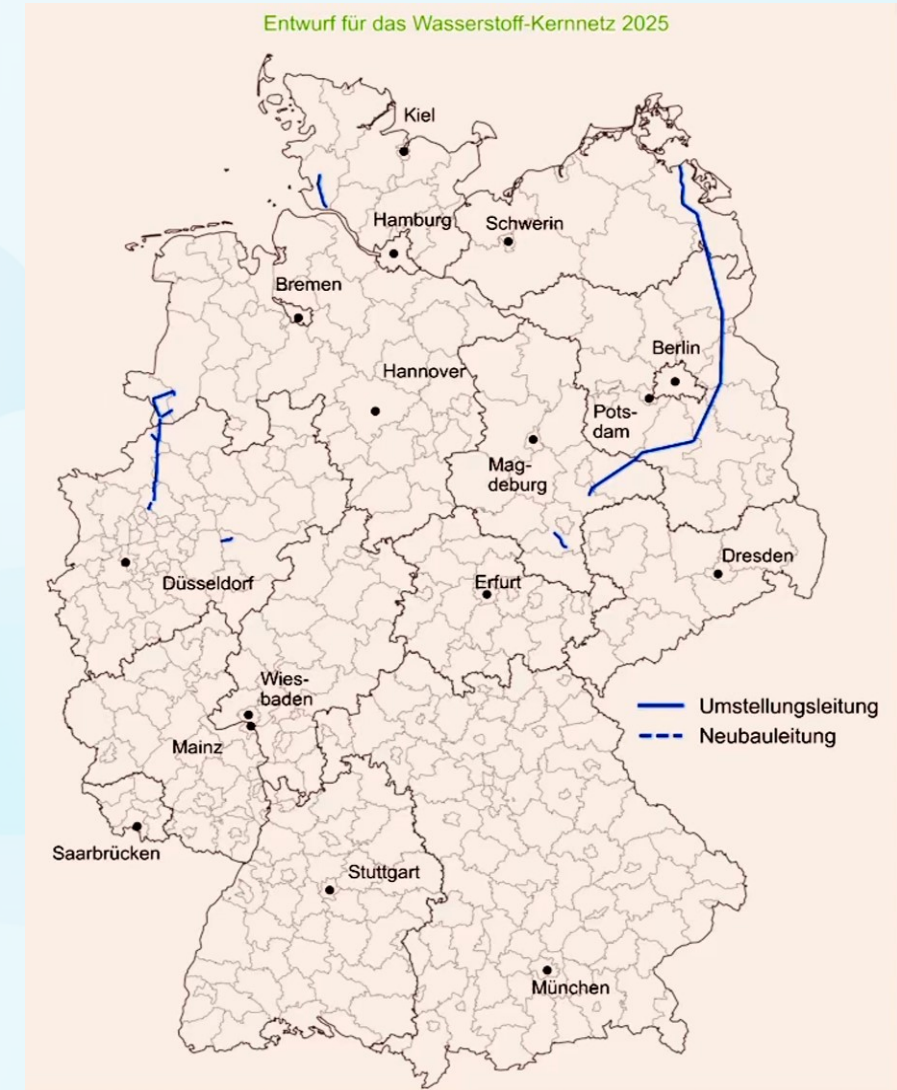 Entwurf für das Wasserstoff-Kernnetz 2025
Kiel
Hamburg
Schwerin
Bremen
Berlin
Hannover
Pots-
dam
Mag-
deburg
Dresden
Düsseldorf
Erfurt
Wies-
baden
Umstellungsleitung
Neubauleitung
Mainz
Saarbrücken
Stuttgart
München